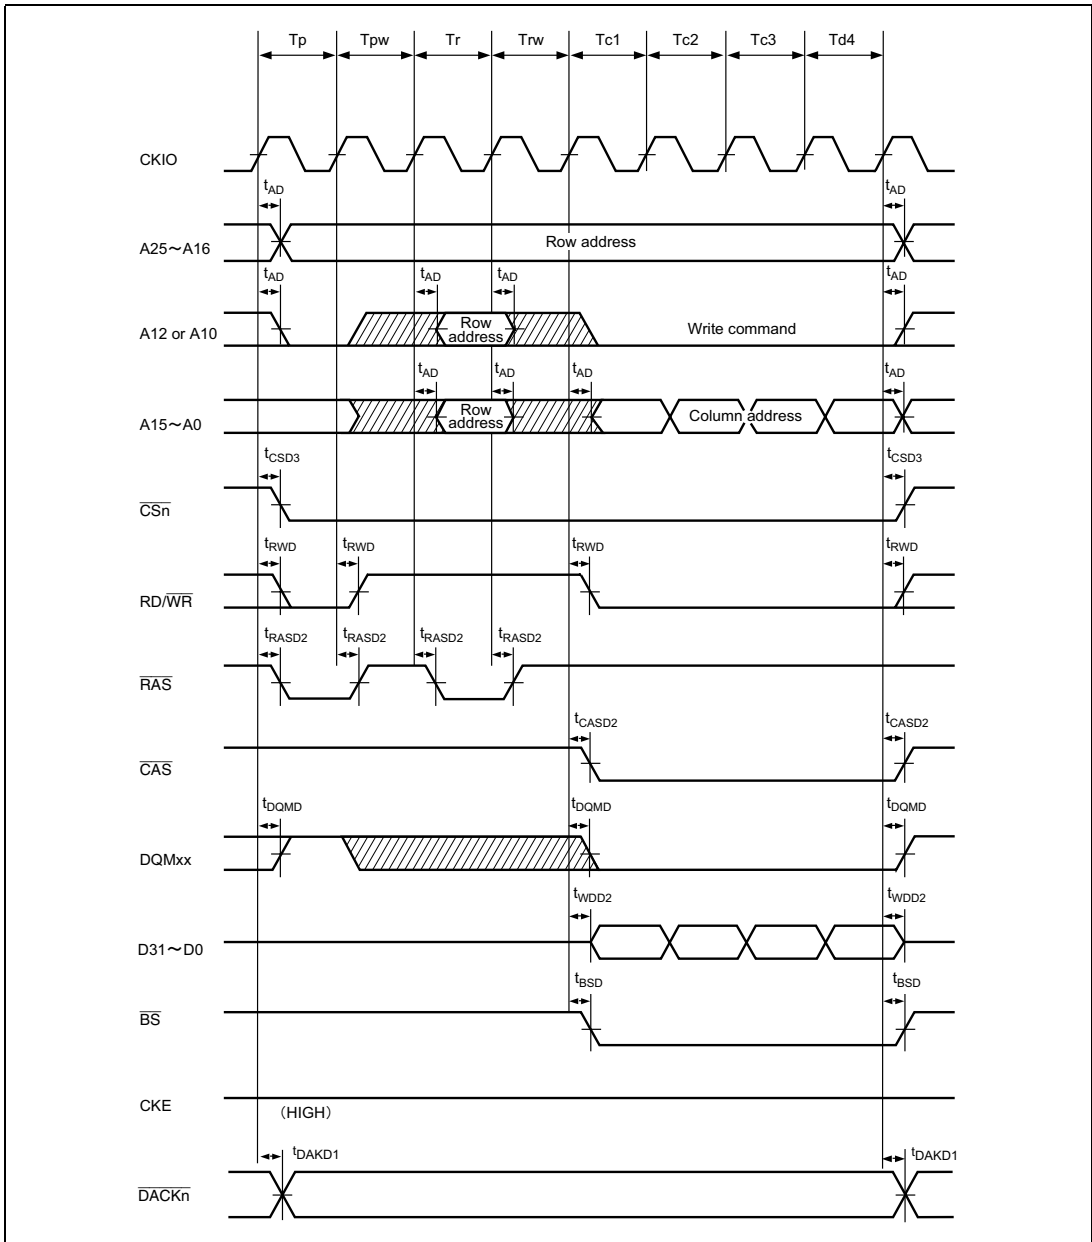 Tp Tpw Tr Trw Tc1 Tc2 Tc3 Td4
CKIO
tAD tAD
A25~A16 Row address
tAD tAD tAD tAD
A12 or A10 Row address Write command
tAD tAD tAD tAD
A15~A0 Row address Column address
tCSD3 tCSD3
CSn
tRWD tRWD tRWD tRWD
RD/WR
tRASD2 tRASD2 tRASD2 tRASD2
RAS
tCASD2 tCASD2
CAS
tDQMD tDQMD tDQMD
DQMxx
tWDD2 tWDD2
D31~D0
tBSD tBSD
BS
CKE
(HIGH)
tDAKD1 tDAKD1
DACKn